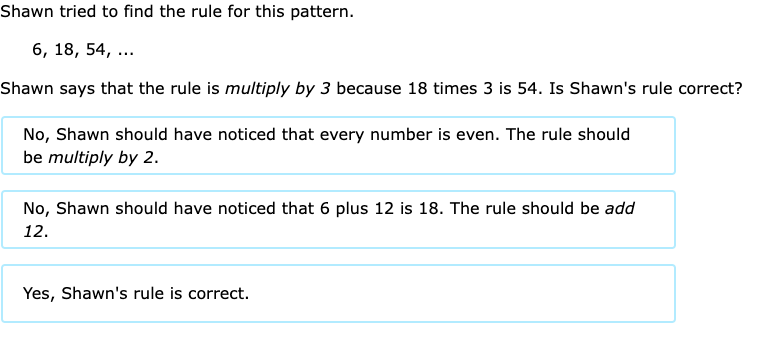 Shawn tried to find the rule for this pattern.
6, 18, 54, ...
Shawn says that the rule is multiply by 3 because 18 times 3 is 54. Is Shawn's rule correct?
No, Shawn should have noticed that every number is even. The rule should
be multiply by 2.
No, Shawn should have noticed that 6 plus 12 is 18. The rule should be add
12.
Yes, Shawn's rule is correct.